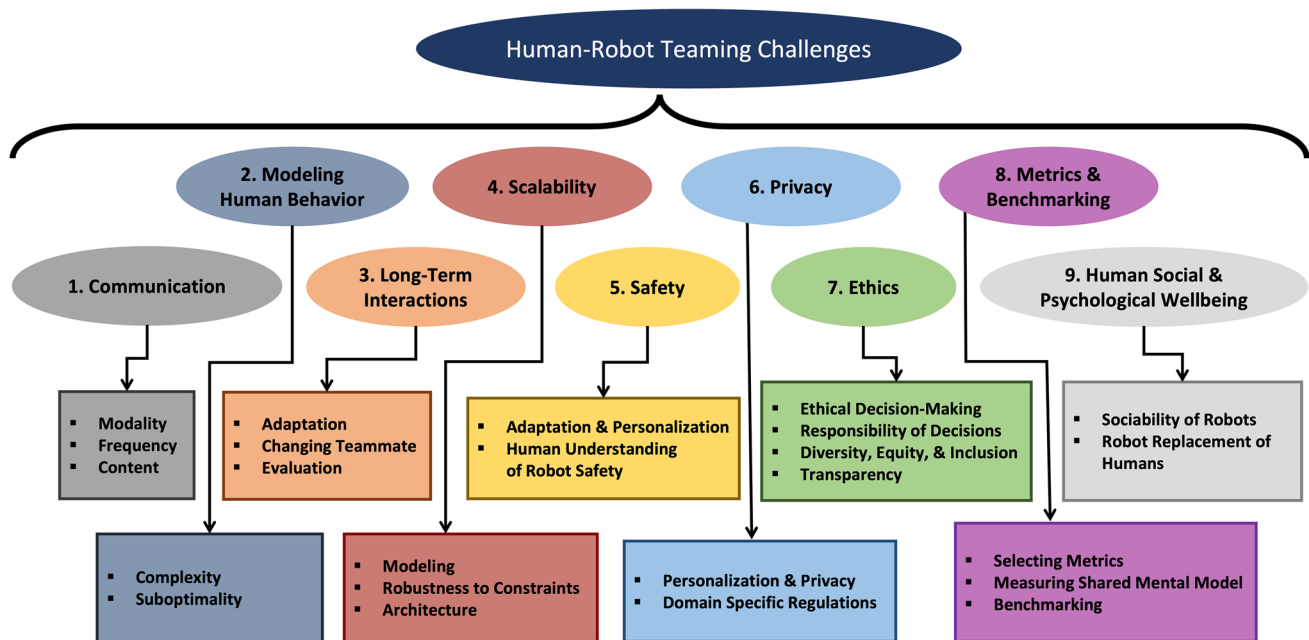 Human-Robot Teaming Challenges
1. Communication
2. Modeling
Human Behavior
3. Long-Term
Interactions
4. Scalability
5. Safety
6. Privacy
7. Ethics
8. Metrics &
Benchmarking
9. Human Social &
Psychological Wellbeing
▪ Modality
▪ Frequency
▪ Content
▪ Adaptation
▪ Changing Teammate
▪ Evaluation
▪ Adaptation & Personalization
▪ Human Understanding
of Robot Safety
▪ Ethical Decision-Making
▪ Responsibility of Decisions
▪ Diversity, Equity, & Inclusion
▪ Transparency
▪ Sociability of Robots
▪ Robot Replacement of
Humans
▪ Complexity
▪ Suboptimality
▪ Modeling
▪ Robustness to Constraints
▪ Architecture
▪ Personalization & Privacy
▪ Domain Specific Regulations
▪ Selecting Metrics
▪ Measuring Shared Mental Model
▪ Benchmarking